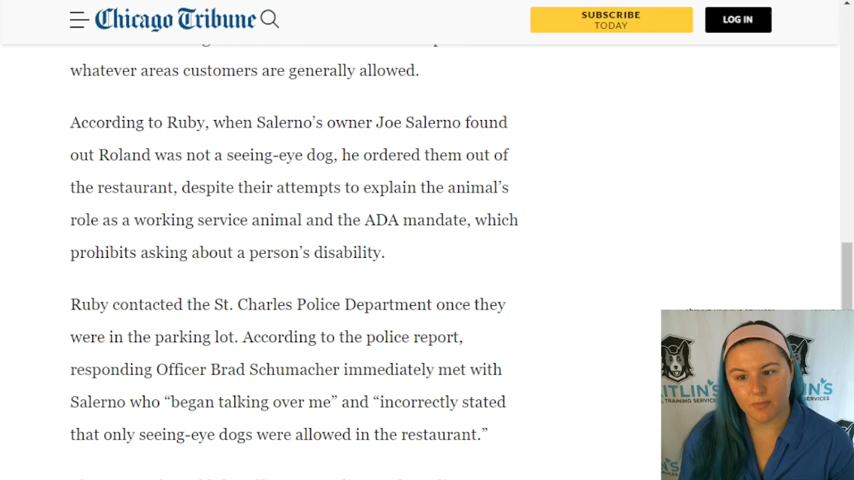 Chicago Tribune
SUBSCRIBE
TODAY
LOG IN
whatever areas customers are generally allowed.
According to Ruby, when Salerno’s owner Joe Salerno found
out Roland was not a seeing-eye dog, he ordered them out of
the restaurant, despite their attempts to explain the animal’s
role as a working service animal and the ADA mandate, which
prohibits asking about a person’s disability.
Ruby contacted the St. Charles Police Department once they
were in the parking lot. According to the police report,
responding Officer Brad Schumacher immediately met with
Salerno who “began talking over me” and “incorrectly stated
that only seeing-eye dogs were allowed in the restaurant.”
TRAINING SERVICES